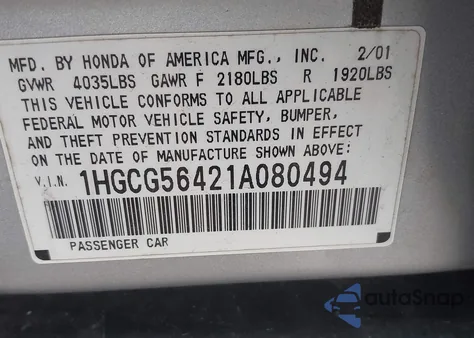 MFD. BY HONDA OF AMERICA MFG., INC. 2/01
GVWR 4035LBS GAWR F 2180LBS R 1920LBS
THIS VEHICLE CONFORMS TO ALL APPLICABLE
FEDERAL MOTOR VEHICLE SAFETY, BUMPER,
AND THEFT PREVENTION STANDARDS IN EFFECT
ON THE DATE OF MANUFACTURE SHOWN ABOVE:
V.I.N. 1HGCG56421A080494
PASSENGER CAR
autoSnap